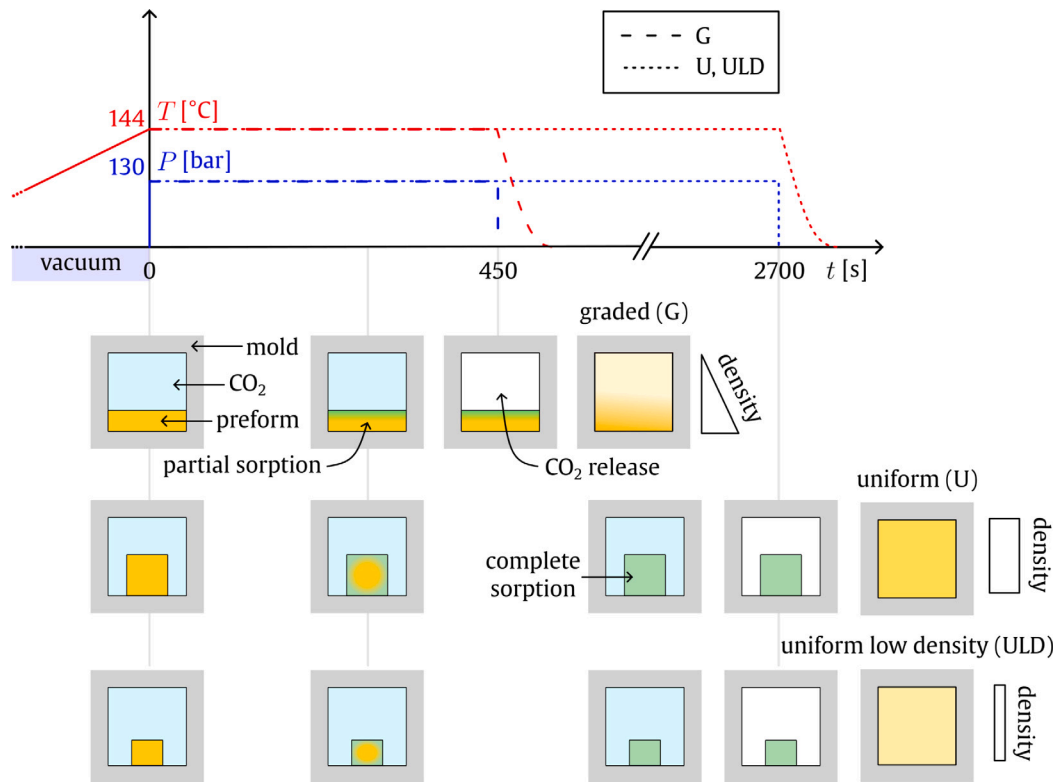 G
U, ULD
144
T [°C]
130
P [bar]
vacuum
0
450
2700
t [s]
graded (G)
mold
CO₂
preform
density
partial sorption
CO₂ release
uniform (U)
complete
sorption
density
uniform low density (ULD)
density